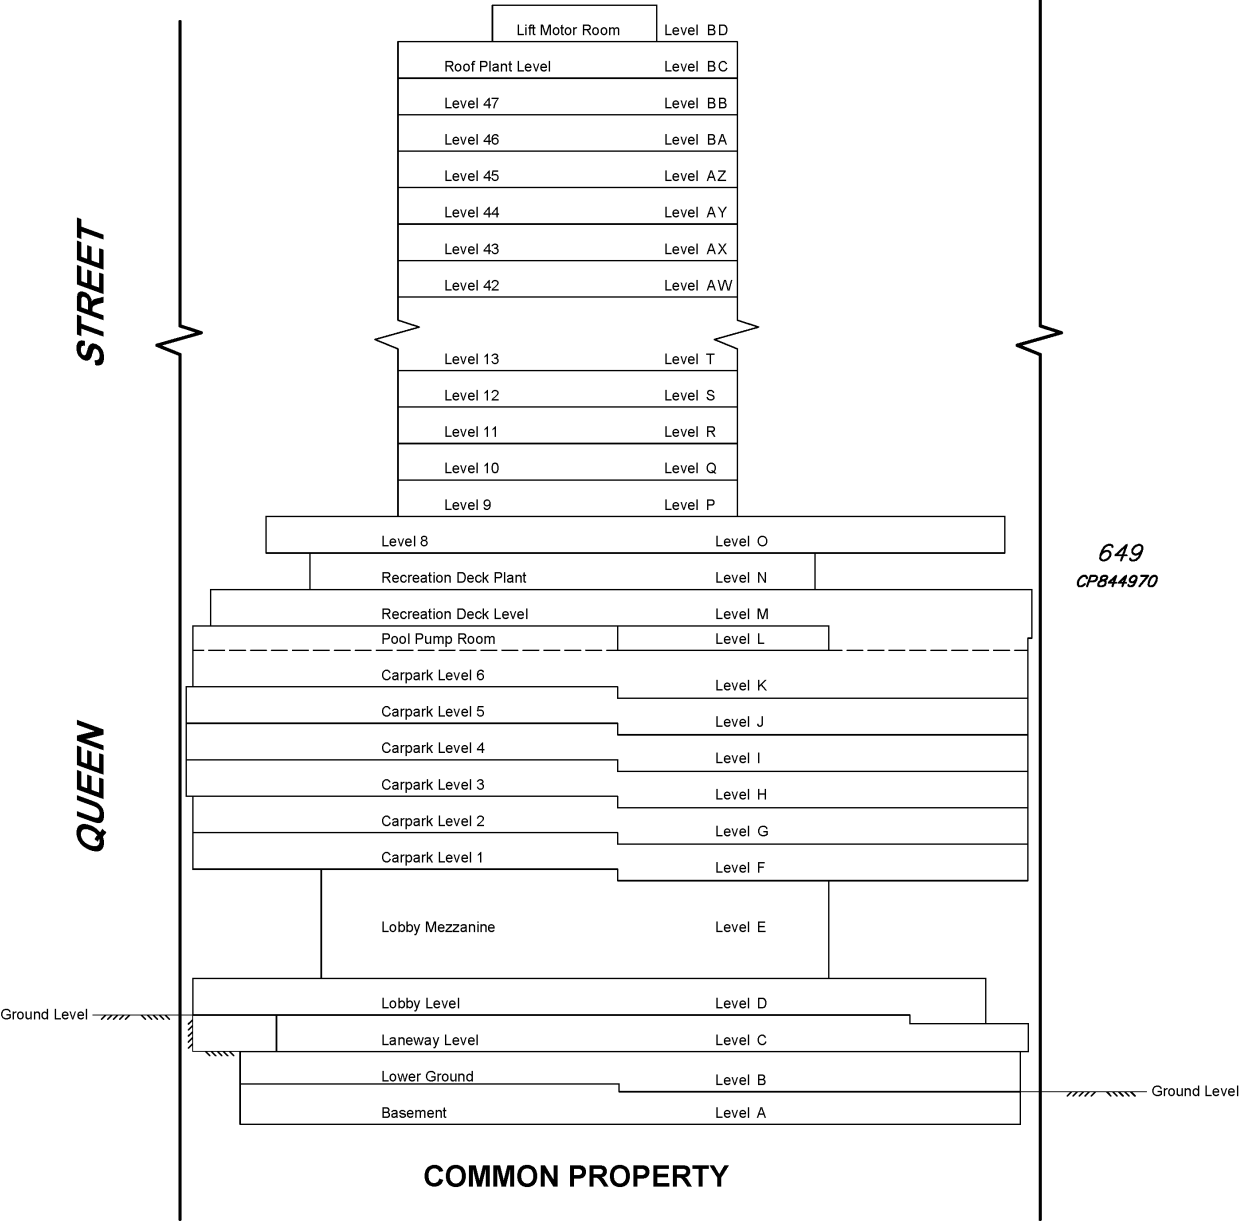 Lift Motor Room Level BD
Roof Plant Level Level BC
Level 47 Level BB
Level 46 Level BA
Level 45 Level AZ
Level 44 Level AY
Level 43 Level AX
Level 42 Level AW
STREET
Level 13 Level T
Level 12 Level S
Level 11 Level R
Level 10 Level Q
Level 9 Level P
Level 8 Level O
649
Recreation Deck Plant Level N
CP844970
Recreation Deck Level Level M
Pool Pump Room Level L
Carpark Level 6 Level K
Carpark Level 5 Level J
Carpark Level 4 Level I
Carpark Level 3 Level H
QUEEN
Carpark Level 2 Level G
Carpark Level 1 Level F
Lobby Mezzanine Level E
Lobby Level Level D
Ground Level
Laneway Level Level C
Lower Ground Level B
Ground Level
Basement Level A
COMMON PROPERTY